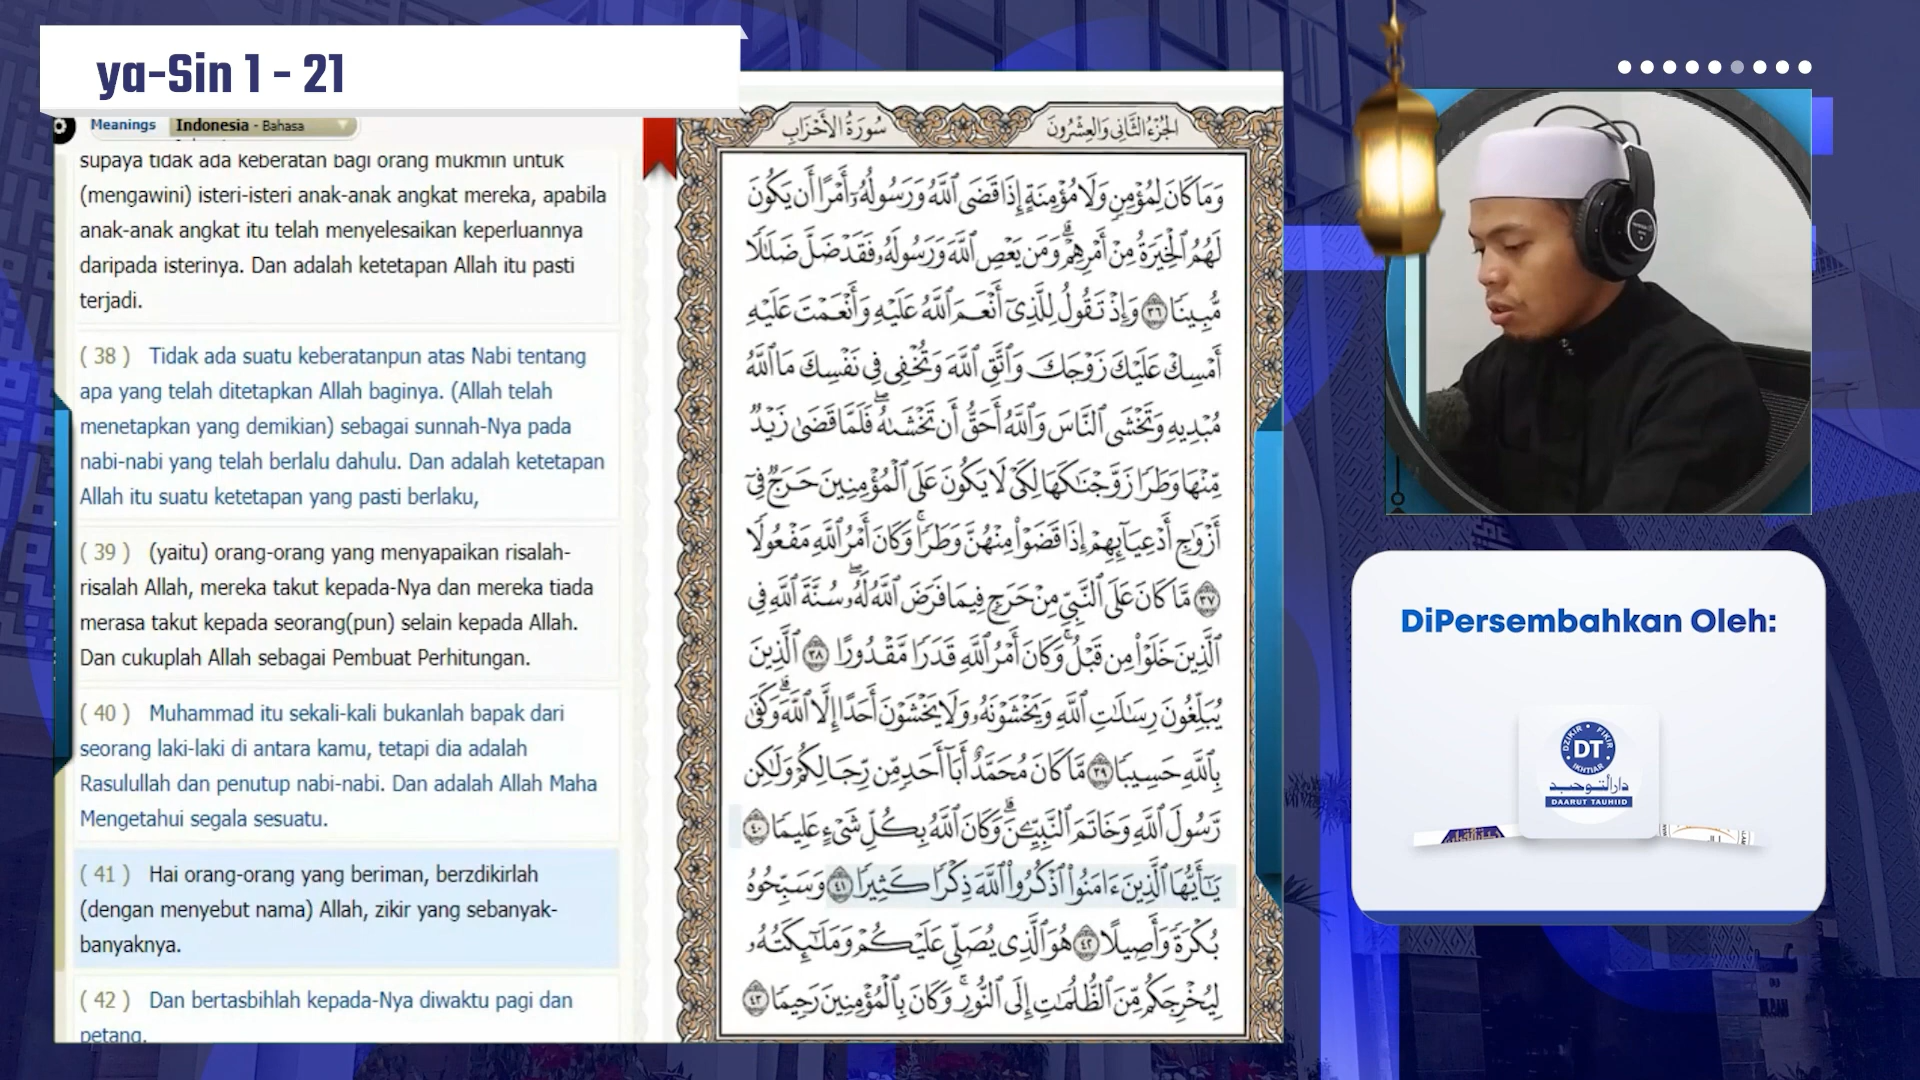 ya-Sin 1 - 21
Meanings Indonesia - Bahasa
supaya tidak ada keberatan bagi orang mukmin untuk
(mengawini) isteri-isteri anak-anak angkat mereka, apabila
anak-anak angkat itu telah menyelesaikan keperluannya
daripada isterinya. Dan adalah ketetapan Allah itu pasti
terjadi.
( 38 ) Tidak ada suatu keberatanpun atas Nabi tentang
apa yang telah ditetapkan Allah baginya. (Allah telah
menetapkan yang demikian) sebagai sunnah-Nya pada
nabi-nabi yang telah berlalu dahulu. Dan adalah ketetapan
Allah itu suatu ketetapan yang pasti berlaku,
( 39 ) (yaitu) orang-orang yang menyapaikan risalah-
risalah Allah, mereka takut kepada-Nya dan mereka tiada
merasa takut kepada seorang(pun) selain kepada Allah.
Dan cukuplah Allah sebagai Pembuat Perhitungan.
( 40 ) Muhammad itu sekali-kali bukanlah bapak dari
seorang laki-laki di antara kamu, tetapi dia adalah
Rasulullah dan penutup nabi-nabi. Dan adalah Allah Maha
Mengetahui segala sesuatu.
( 41 ) Hai orang-orang yang beriman, berzdikirlah
(dengan menyebut nama) Allah, zikir yang sebanyak-
banyaknya.
( 42 ) Dan bertasbihlah kepada-Nya diwaktu pagi dan
petang.
الجزء الثاني والعشرون سورة الأحزاب
وَمَا كَانَ لِمُؤْمِنٍ وَلَا مُؤْمِنَةٍ إِذَا قَضَى ٱللَّهُ وَرَسُولُهُۥٓ أَمْرًا أَن يَكُونَ
لَهُمُ ٱلْخِيَرَةُ مِنْ أَمْرِهِمْ ۗ وَمَن يَعْصِ ٱللَّهَ وَرَسُولَهُۥ فَقَدْ ضَلَّ ضَلَٰلًا
مُّبِينًا ٣٦ وَإِذْ تَقُولُ لِلَّذِىٓ أَنْعَمَ ٱللَّهُ عَلَيْهِ وَأَنْعَمْتَ عَلَيْهِ
أَمْسِكْ عَلَيْكَ زَوْجَكَ وَٱتَّقِ ٱللَّهَ وَتُخْفِى فِى نَفْسِكَ مَا ٱللَّهُ
مُبْدِيهِ وَتَخْشَى ٱلنَّاسَ وَٱللَّهُ أَحَقُّ أَن تَخْشَىٰهُ ۖ فَلَمَّا قَضَىٰ زَيْدٌ
مِّنْهَا وَطَرًا زَوَّجْنَٰكَهَا لِكَىْ لَا يَكُونَ عَلَى ٱلْمُؤْمِنِينَ حَرَجٌ فِىٓ
أَزْوَٰجِ أَدْعِيَآئِهِمْ إِذَا قَضَوْا۟ مِنْهُنَّ وَطَرًا ۚ وَكَانَ أَمْرُ ٱللَّهِ مَفْعُولًا
٣٧ مَّا كَانَ عَلَى ٱلنَّبِىِّ مِنْ حَرَجٍ فِيمَا فَرَضَ ٱللَّهُ لَهُۥ ۖ سُنَّةَ ٱللَّهِ فِى
ٱلَّذِينَ خَلَوْا۟ مِن قَبْلُ ۚ وَكَانَ أَمْرُ ٱللَّهِ قَدَرًا مَّقْدُورًا ٣٨ ٱلَّذِينَ
يُبَلِّغُونَ رِسَٰلَٰتِ ٱللَّهِ وَيَخْشَوْنَهُۥ وَلَا يَخْشَوْنَ أَحَدًا إِلَّا ٱللَّهَ ۗ وَكَفَىٰ
بِٱللَّهِ حَسِيبًا ٣٩ مَّا كَانَ مُحَمَّدٌ أَبَآ أَحَدٍ مِّن رِّجَالِكُمْ وَلَٰكِن
رَّسُولَ ٱللَّهِ وَخَاتَمَ ٱلنَّبِيِّـۧنَ ۗ وَكَانَ ٱللَّهُ بِكُلِّ شَىْءٍ عَلِيمًا ٤٠
يَٰٓأَيُّهَا ٱلَّذِينَ ءَامَنُوا۟ ٱذْكُرُوا۟ ٱللَّهَ ذِكْرًا كَثِيرًا ٤١ وَسَبِّحُوهُ
بُكْرَةً وَأَصِيلًا ٤٢ هُوَ ٱلَّذِى يُصَلِّى عَلَيْكُمْ وَمَلَٰٓئِكَتُهُۥ
لِيُخْرِجَكُم مِّنَ ٱلظُّلُمَٰتِ إِلَى ٱلنُّورِ ۚ وَكَانَ بِٱلْمُؤْمِنِينَ رَحِيمًا ٤٣
DiPersembahkan Oleh:
DZIKIR • FIKIR
DT
IKHTIAR
دار التوحيد
DAARUT TAUHIID